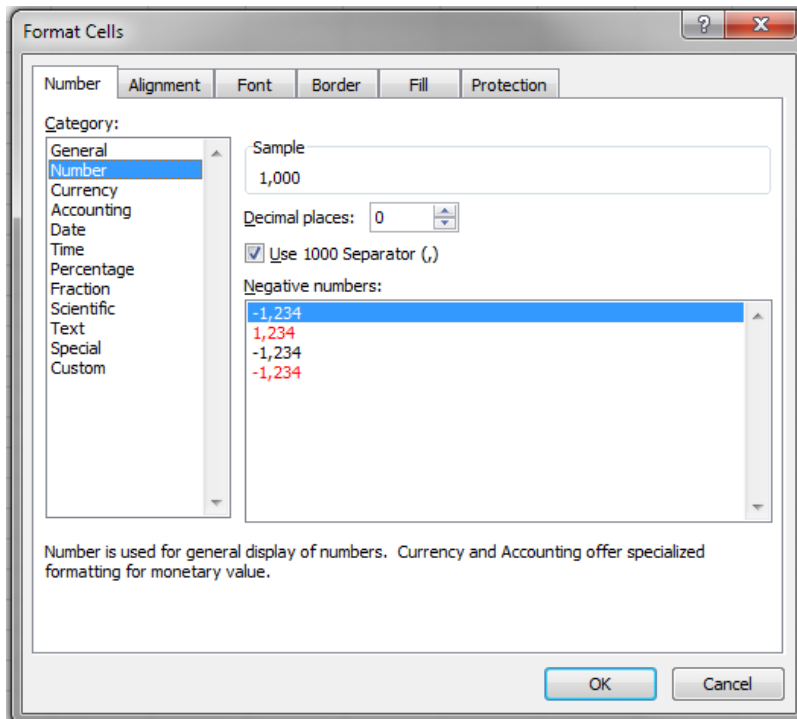 Format Cells
Number
Alignment
Font
Border
Fill
Protection
Category:
General
Number
Currency
Accounting
Date
Time
Percentage
Fraction
Scientific
Text
Special
Custom
Sample
1,000
Decimal places: 0
Use 1000 Separator (,)
Negative numbers:
-1,234
1,234
-1,234
-1,234
Number is used for general display of numbers. Currency and Accounting offer specialized
formatting for monetary value.
OK
Cancel